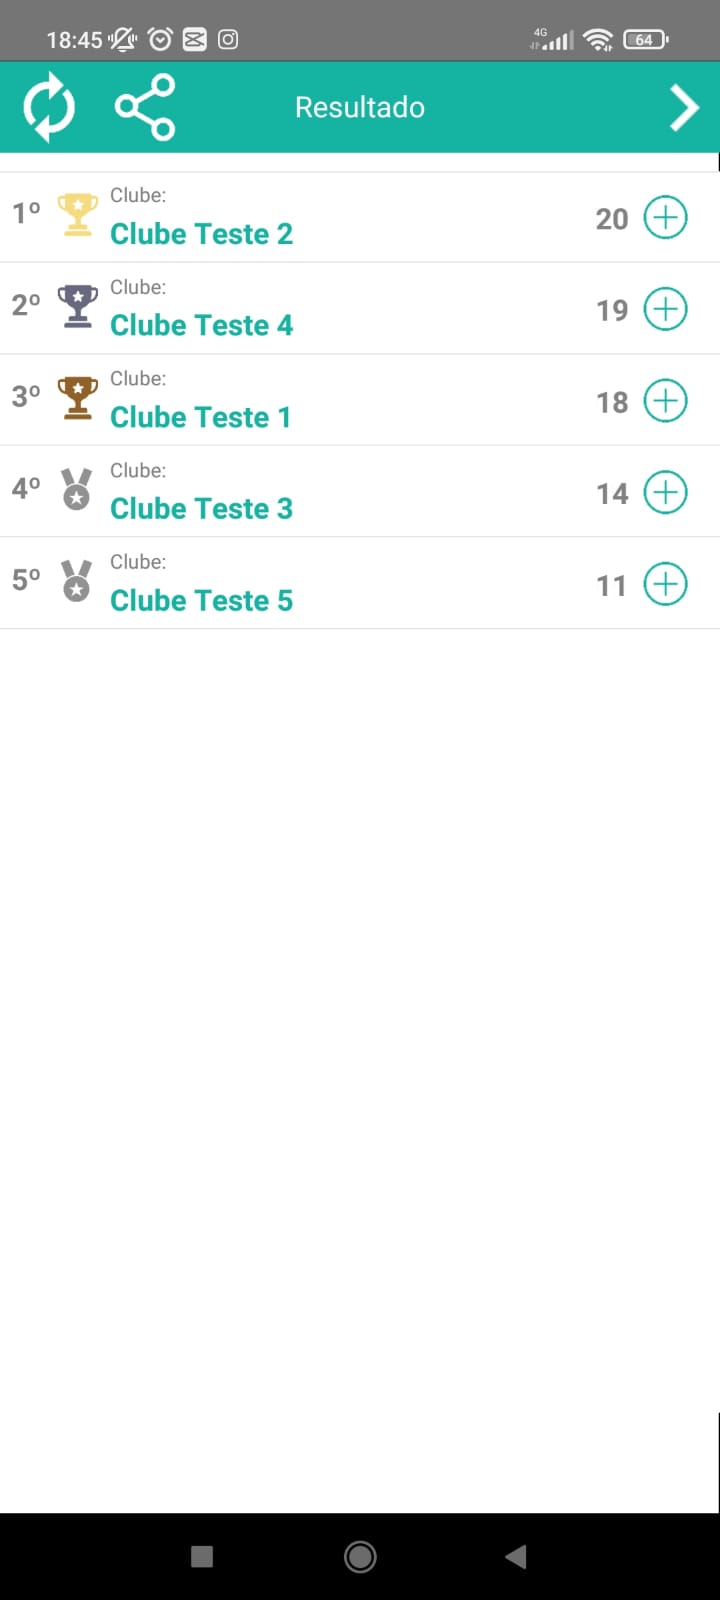 18:45 4G 64
Resultado
1º Clube:
Clube Teste 2 20
2º Clube:
Clube Teste 4 19
3º Clube:
Clube Teste 1 18
4º Clube:
Clube Teste 3 14
5º Clube:
Clube Teste 5 11